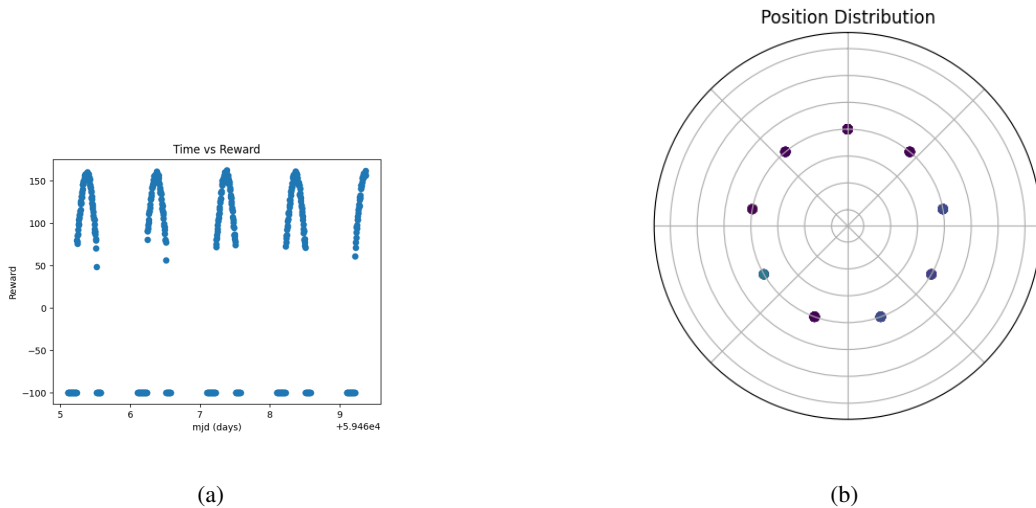 Position Distribution
Time vs Reward
150
100
50
0
−50
−100
Reward
5 6 7 8 9
+5.946e4
mjd (days)
(a) (b)